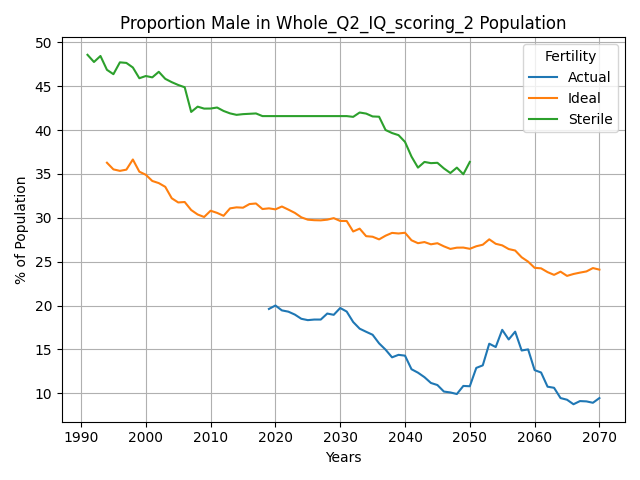 Proportion Male in Whole_Q2_IQ_scoring_2 Population
% of Population
50
45
40
35
30
25
20
15
10
Fertility
Actual
Ideal
Sterile
1990 2000 2010 2020 2030 2040 2050 2060 2070
Years